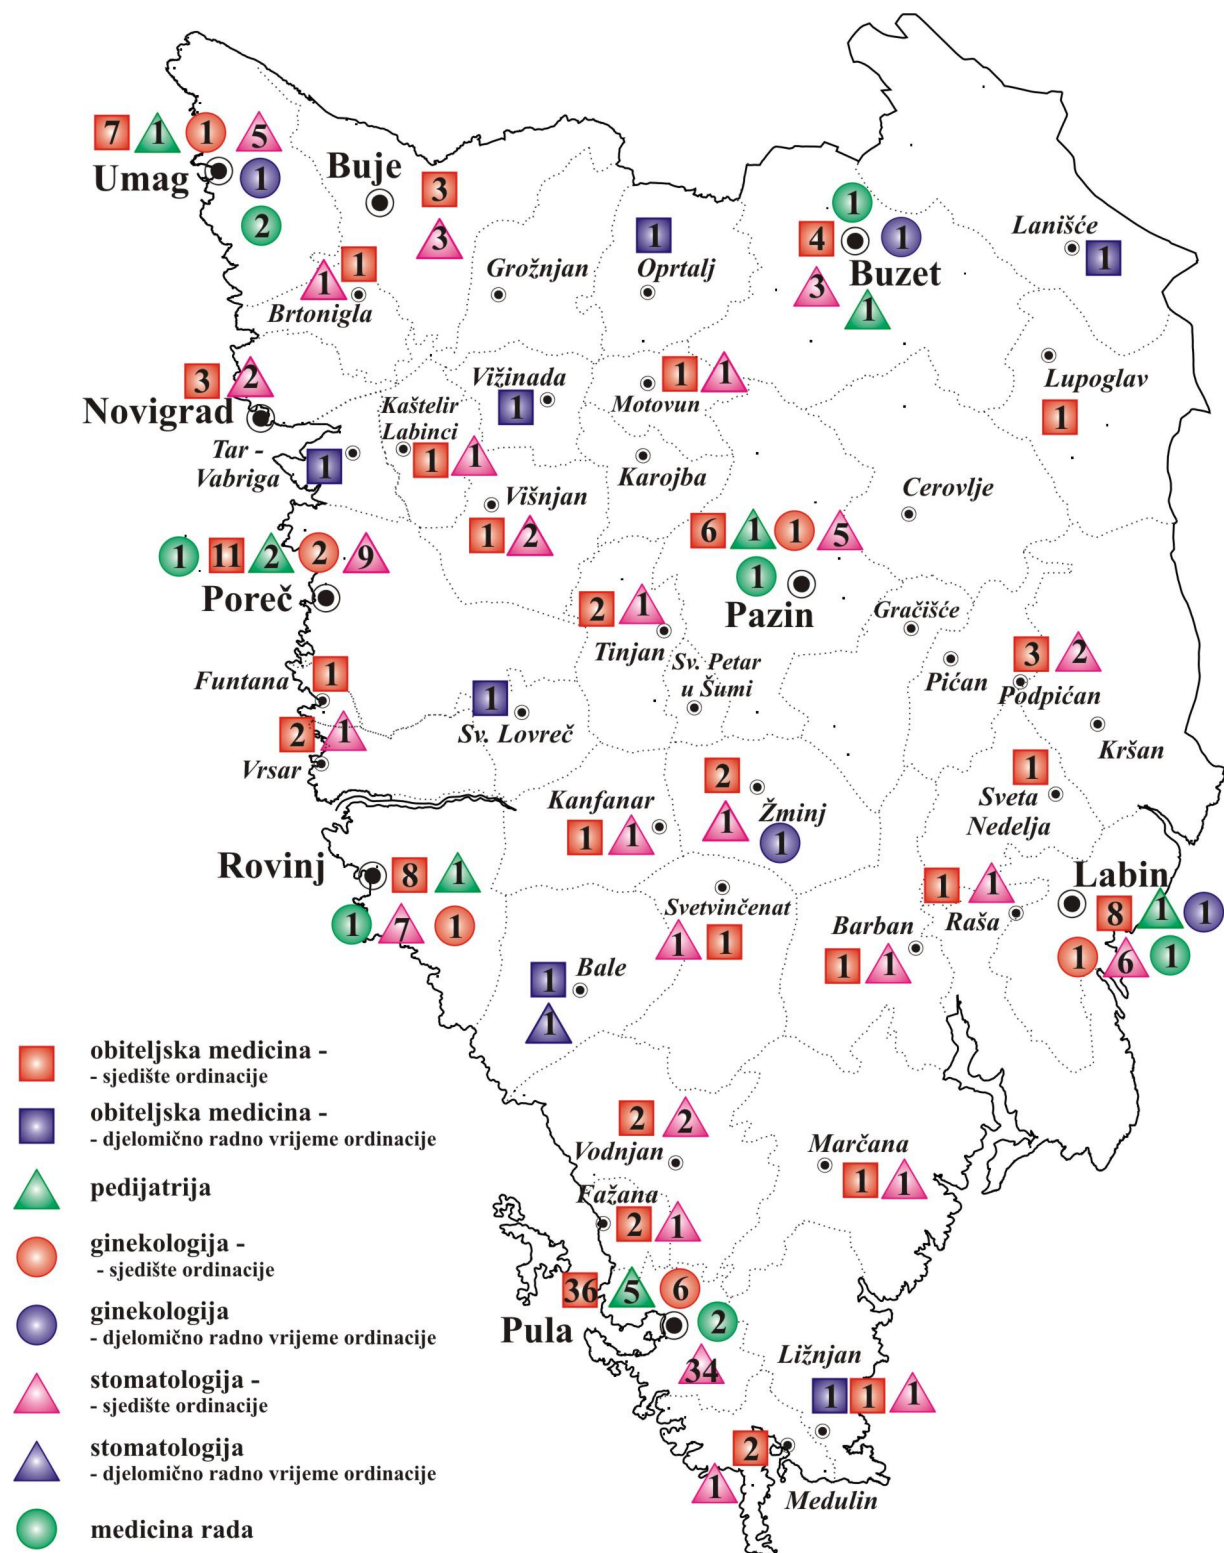 7 1 1 5
Umag
1
2
Buje
3
3
1
1
Brtonigla
Grožnjan
1
Oprtalj
1
4
1
Buzet
3
1
Lanišće
1
Lupoglav
1
3 2
Novigrad
Tar -
Vabriga
1
Kaštelir
Labinci
1 1
Vižinada
1
1 1
Motovun
Karojba
Višnjan
1 2
Cerovlje
6 1 1 5
1
Pazin
1 11 2 2 9
Poreč
2 1
Tinjan
Sv. Petar
u Šumi
Gračišće
Pićan
3 2
Podpićan
Kršan
Funtana
1
2 1
Vrsar
1
Sv. Lovreč
1
Sveta
Nedelja
Kanfanar
1 1
2
1
Žminj
1
Rovinj
8 1
1 7 1
Svetvinčenat
1 1
Barban
1 1
1 1
Raša
Labin
8 1 1
1 6 1
1
Bale
1
obiteljska medicina -
- sjedište ordinacije
obiteljska medicina -
- djelomično radno vrijeme ordinacije
pedijatrija
ginekologija -
- sjedište ordinacije
ginekologija
- djelomično radno vrijeme ordinacije
stomatologija -
- sjedište ordinacije
stomatologija
- djelomično radno vrijeme ordinacije
medicina rada
2 2
Vodnjan
Marčana
1 1
Fažana
2 1
36 5 6
Pula
2
34
Ližnjan
1 1 1
2
1
Medulin